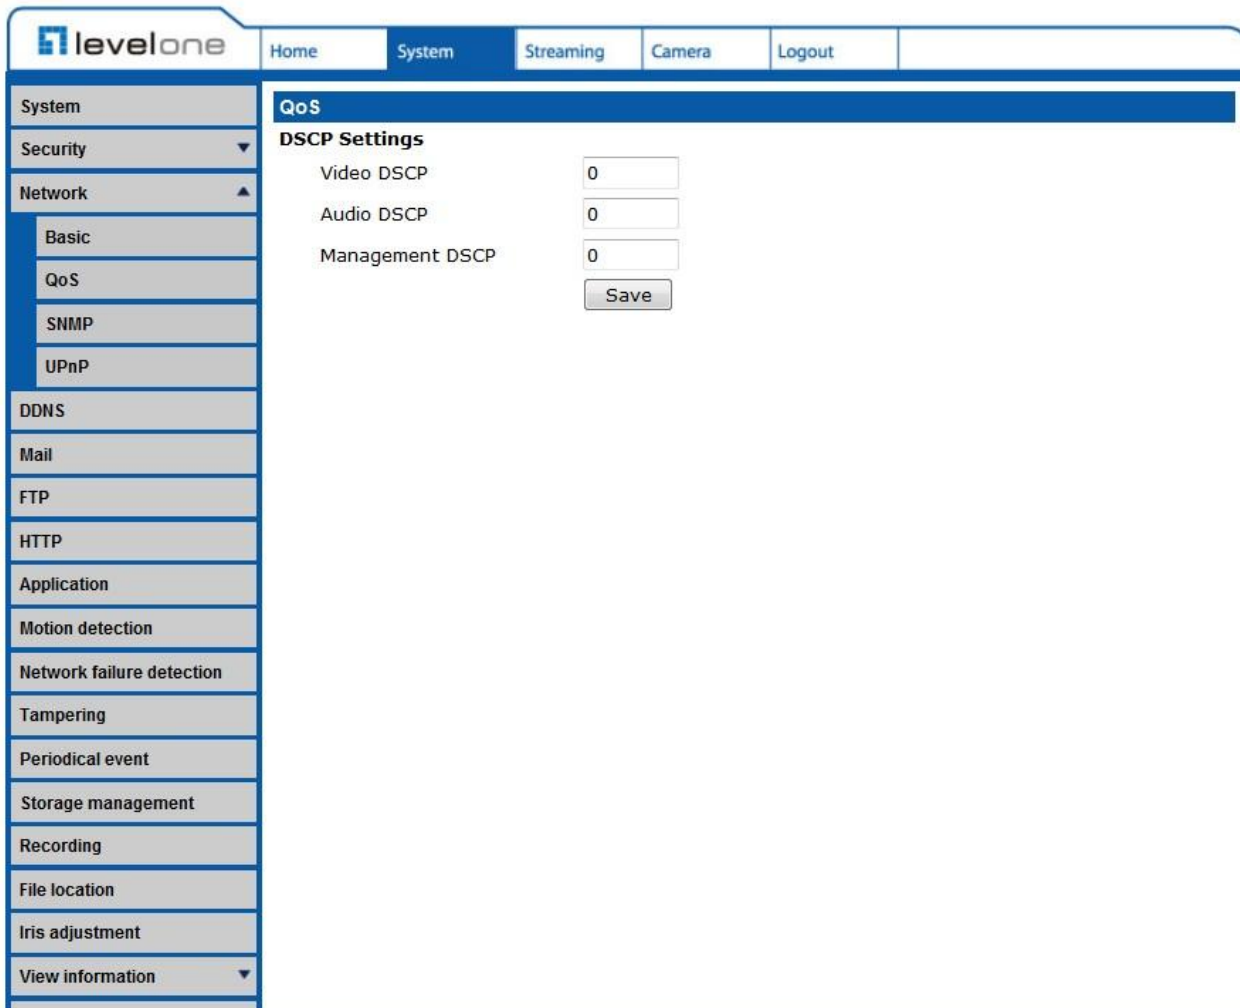 levelone
Home System Streaming Camera Logout
System
Security
Network
Basic
QoS
SNMP
UPnP
DDNS
Mail
FTP
HTTP
Application
Motion detection
Network failure detection
Tampering
Periodical event
Storage management
Recording
File location
Iris adjustment
View information
QoS
DSCP Settings
Video DSCP 0
Audio DSCP 0
Management DSCP 0
Save